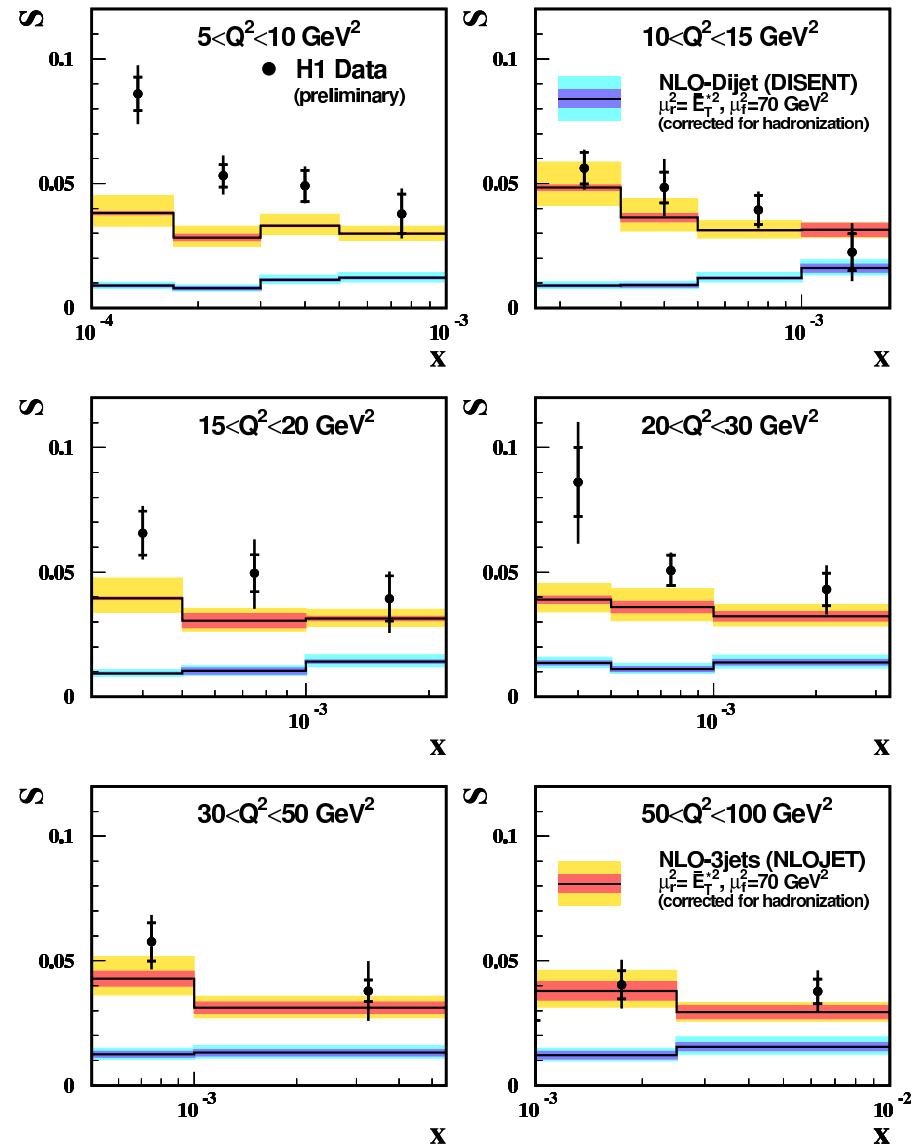 S
5<Q²<10 GeV²
H1 Data
(preliminary)
0.1
0.05
0
10⁻⁴
10⁻³
x
S
10<Q²<15 GeV²
NLO-Dijet (DISENT)
μᵣ²= Ē_T*², μ_f²=70 GeV²
(corrected for hadronization)
0.1
0.05
0
10⁻³
x
S
15<Q²<20 GeV²
0.1
0.05
0
10⁻³
x
S
20<Q²<30 GeV²
0.1
0.05
0
10⁻³
x
S
30<Q²<50 GeV²
0.1
0.05
0
10⁻³
x
S
50<Q²<100 GeV²
NLO-3jets (NLOJET)
μᵣ²= Ē_T*², μ_f²=70 GeV²
(corrected for hadronization)
0.1
0.05
0
10⁻³
10⁻²
x